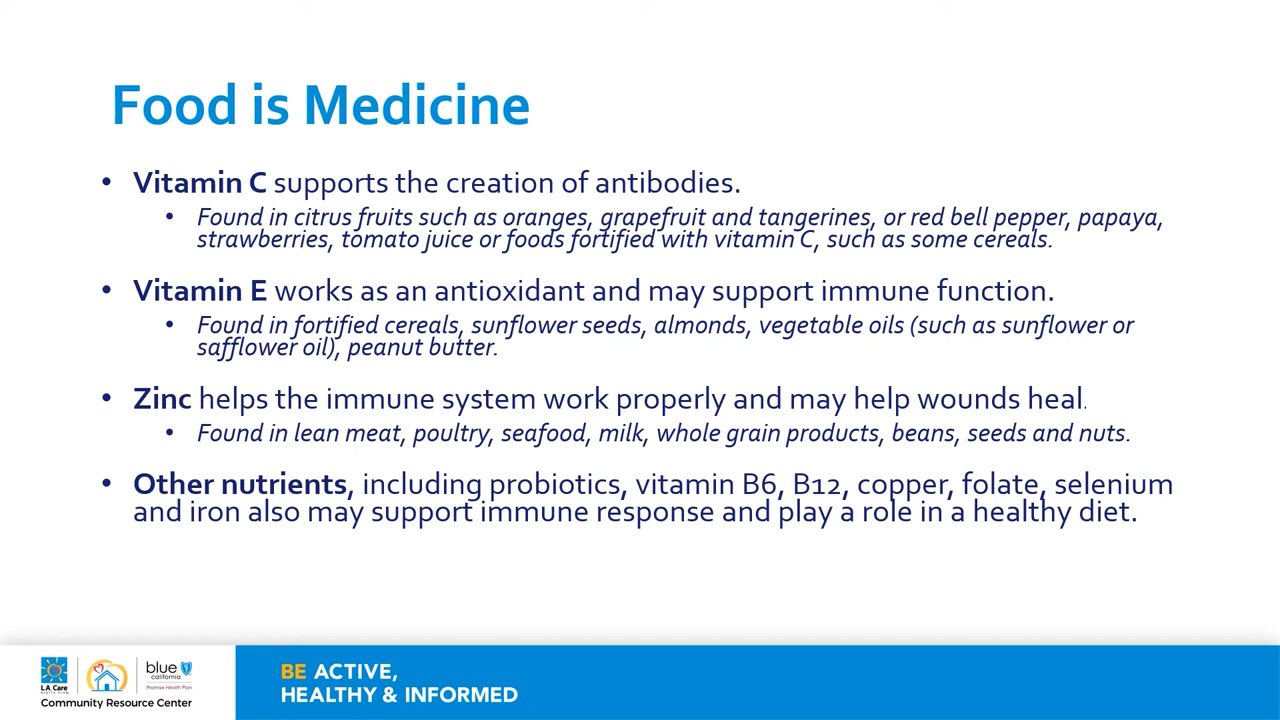 Food is Medicine
• Vitamin C supports the creation of antibodies.
• Found in citrus fruits such as oranges, grapefruit and tangerines, or red bell pepper, papaya,
strawberries, tomato juice or foods fortified with vitamin C, such as some cereals.
• Vitamin E works as an antioxidant and may support immune function.
• Found in fortified cereals, sunflower seeds, almonds, vegetable oils (such as sunflower or
safflower oil), peanut butter.
• Zinc helps the immune system work properly and may help wounds heal.
• Found in lean meat, poultry, seafood, milk, whole grain products, beans, seeds and nuts.
• Other nutrients, including probiotics, vitamin B6, B12, copper, folate, selenium
and iron also may support immune response and play a role in a healthy diet.
L.A. Care
HEALTH PLAN
blue
california
Promise Health Plan
Community Resource Center
BE ACTIVE,
HEALTHY & INFORMED